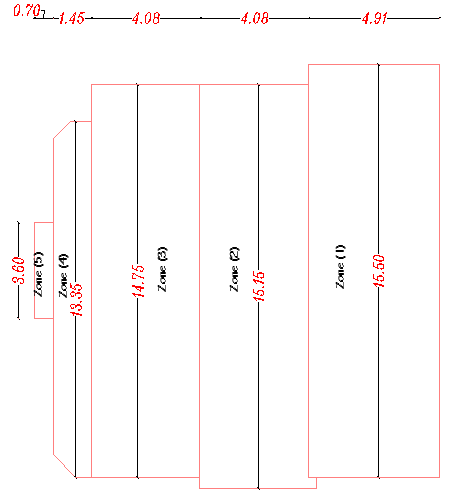 0.70
1.45
4.08
4.08
4.91
3.60
Zone (5)
Zone (4)
13.35
14.75
Zone (3)
Zone (2)
15.15
Zone (1)
15.50